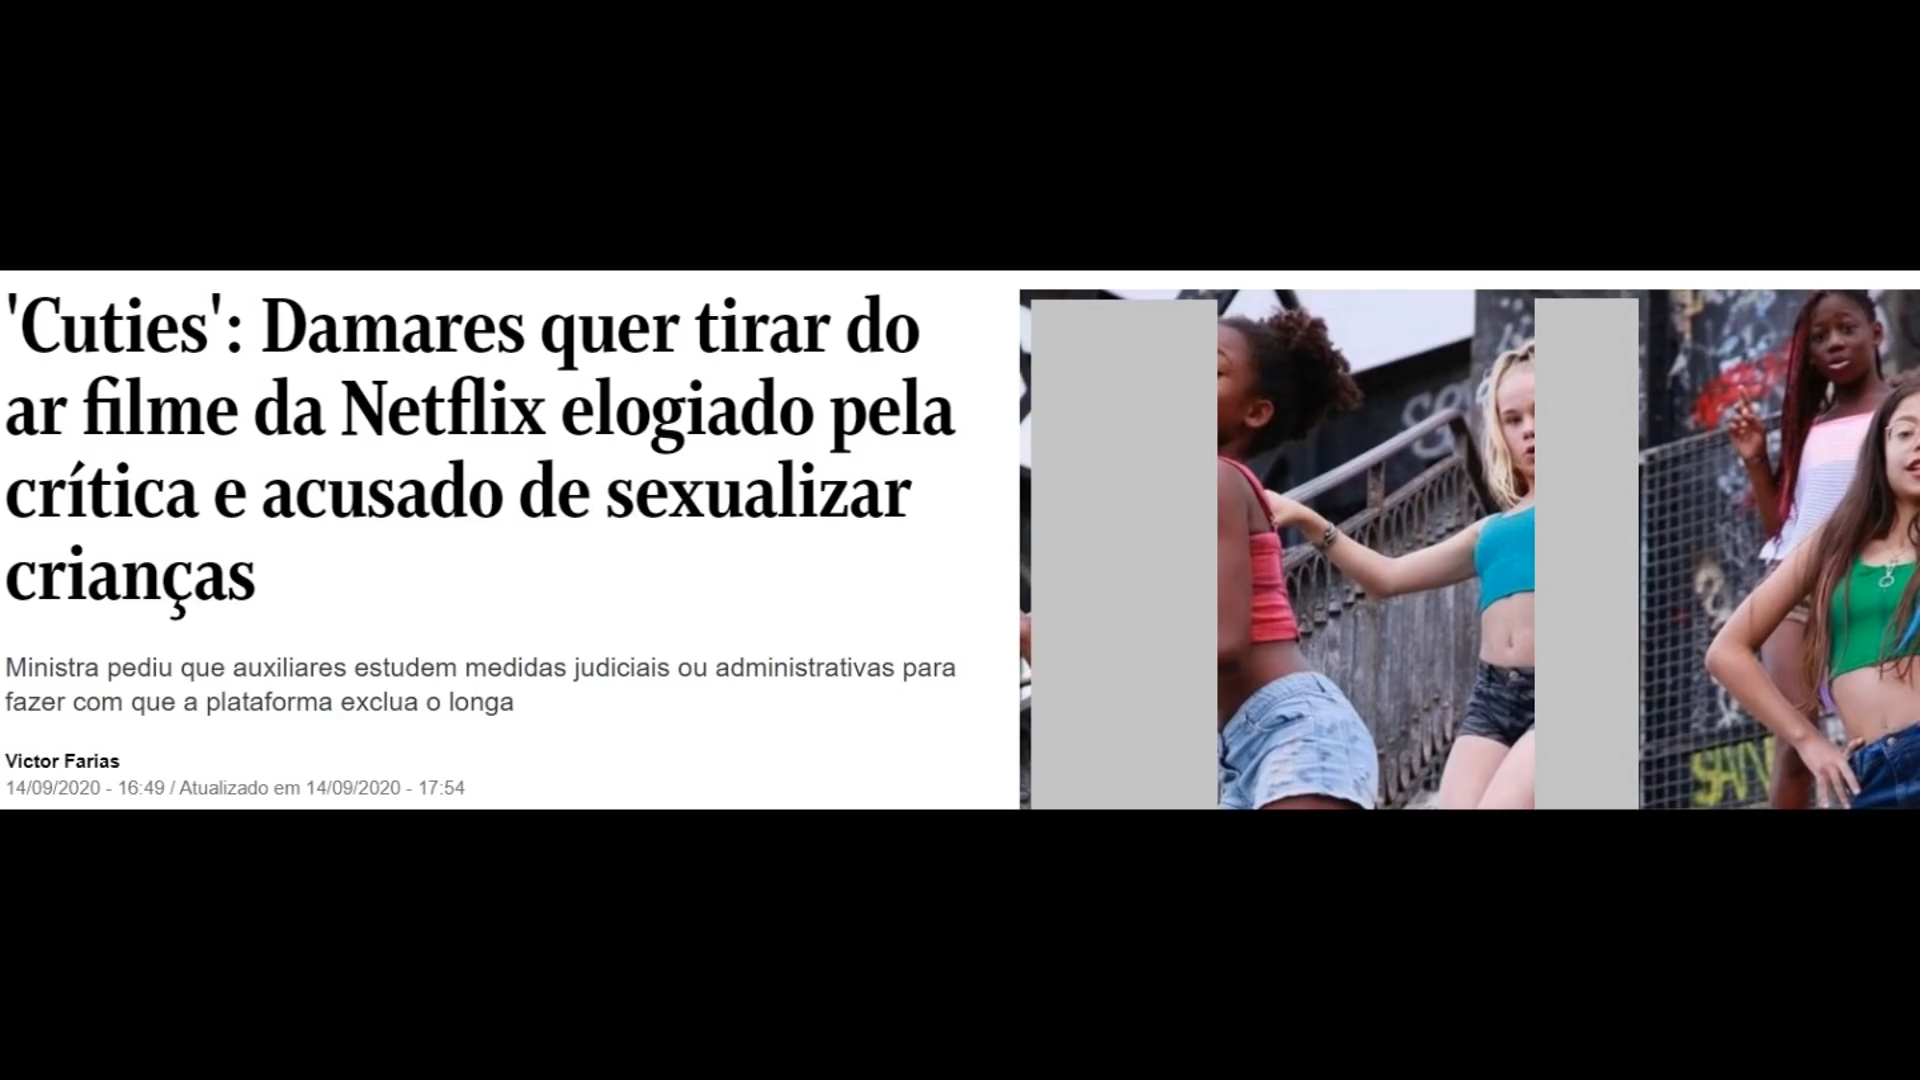 'Cuties': Damares quer tirar do
ar filme da Netflix elogiado pela
crítica e acusado de sexualizar
crianças
Ministra pediu que auxiliares estudem medidas judiciais ou administrativas para
fazer com que a plataforma exclua o longa
Victor Farias
14/09/2020 - 16:49 / Atualizado em 14/09/2020 - 17:54